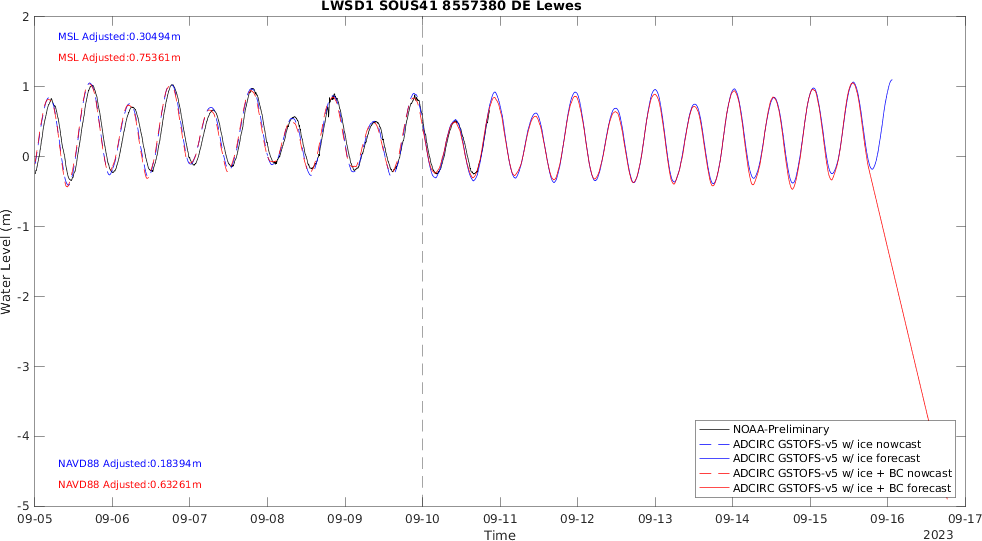 LWSD1 SOUS41 8557380 DE Lewes
MSL Adjusted:0.30494m
MSL Adjusted:0.75361m
NAVD88 Adjusted:0.18394m
NAVD88 Adjusted:0.63261m
Water Level (m)
2
1
0
-1
-2
-3
-4
-5
NOAA-Preliminary
ADCIRC GSTOFS-v5 w/ ice nowcast
ADCIRC GSTOFS-v5 w/ ice forecast
ADCIRC GSTOFS-v5 w/ ice + BC nowcast
ADCIRC GSTOFS-v5 w/ ice + BC forecast
09-05 09-06 09-07 09-08 09-09 09-10 09-11 09-12 09-13 09-14 09-15 09-16 09-17
Time
2023